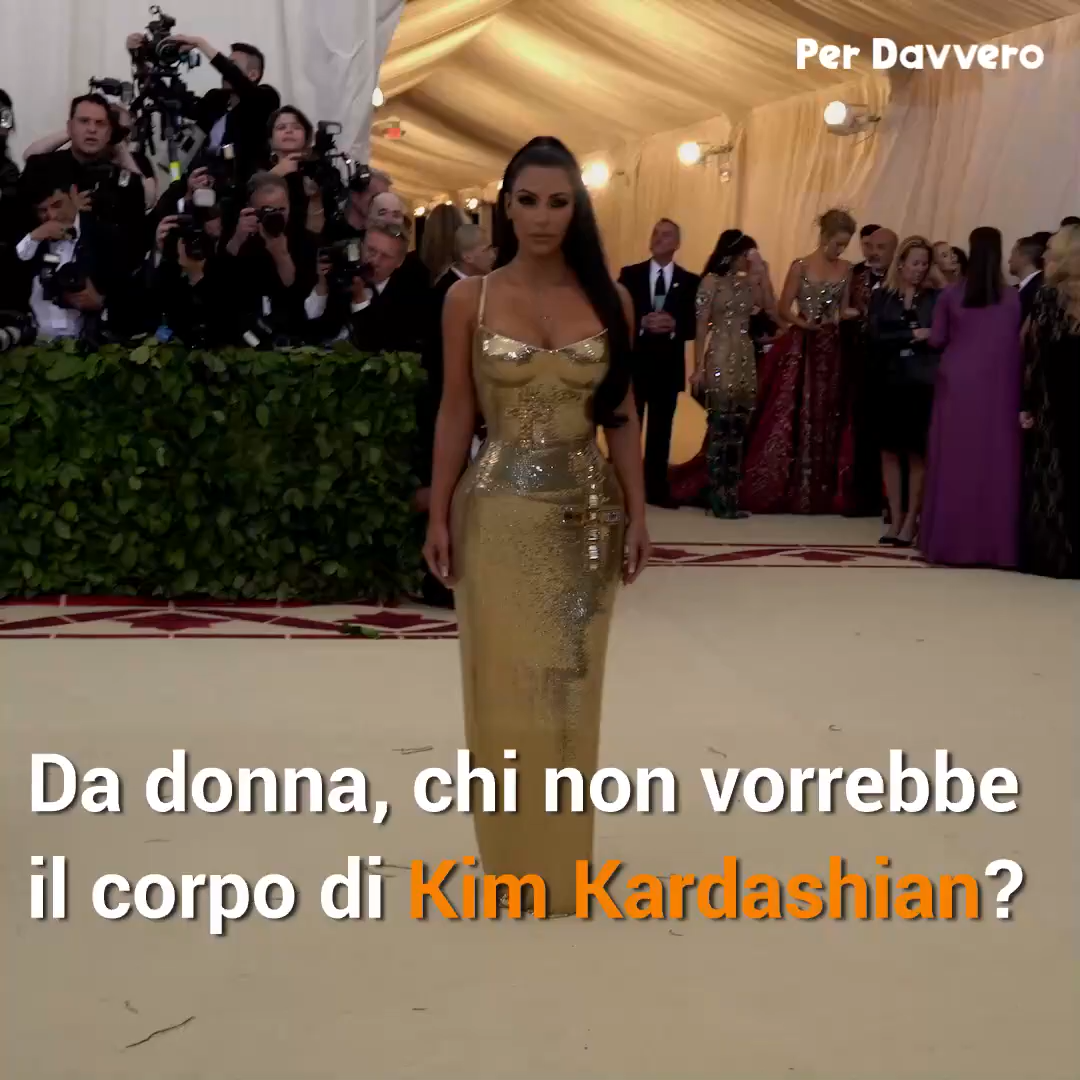 Per Davvero
Da donna, chi non vorrebbe
il corpo di Kim Kardashian?